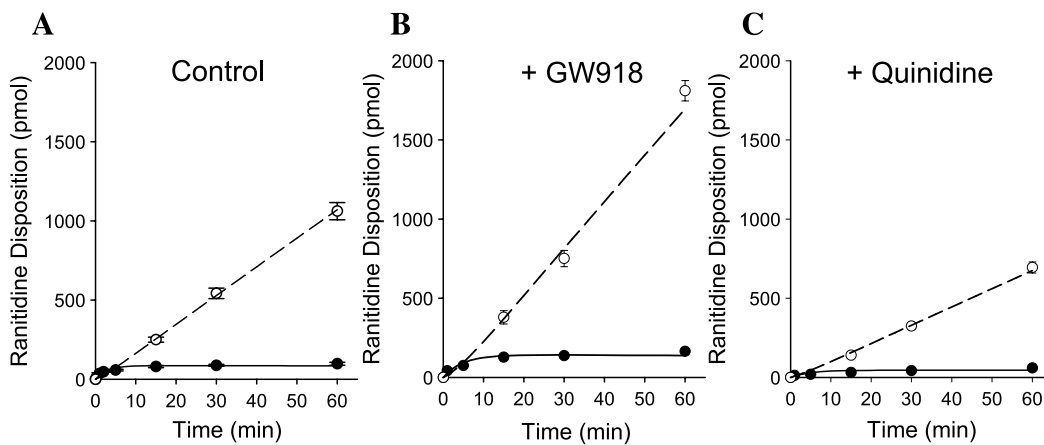 A
Control
Ranitidine Disposition (pmol)
2000
1500
1000
500
0
0 10 20 30 40 50 60
Time (min)
B
+ GW918
Ranitidine Disposition (pmol)
2000
1500
1000
500
0
0 10 20 30 40 50 60
Time (min)
C
+ Quinidine
Ranitidine Disposition (pmol)
2000
1500
1000
500
0
0 10 20 30 40 50 60
Time (min)